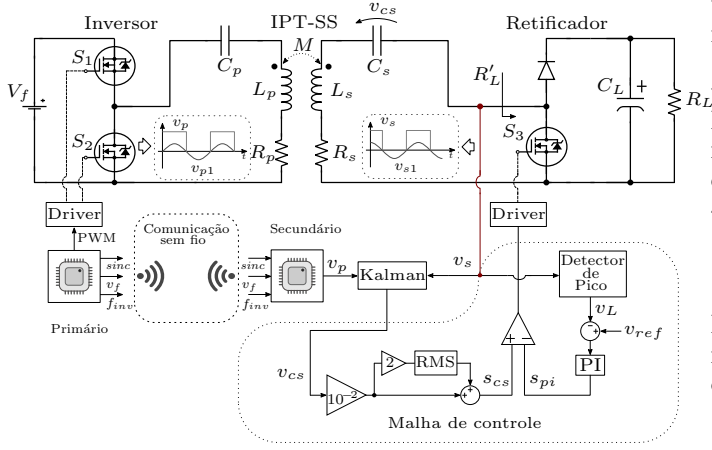 Inversor
IPT-SS
Retificador
v_cs
M
S_1
C_p
C_s
V_f
L_p
L_s
R'_L
C_L
+
R_L
S_2
v_p
v_p1
t
R_p
R_s
v_s
v_s1
t
S_3
Driver
Driver
PWM
Comunicação
sem fio
Secundário
sinc
v_f
f_inv
sinc
v_f
f_inv
Primário
v_p
Kalman
v_s
Detector
de
Pico
v_L
v_ref
PI
v_cs
10^-2
2
RMS
s_cs
s_pi
+ −
Malha de controle